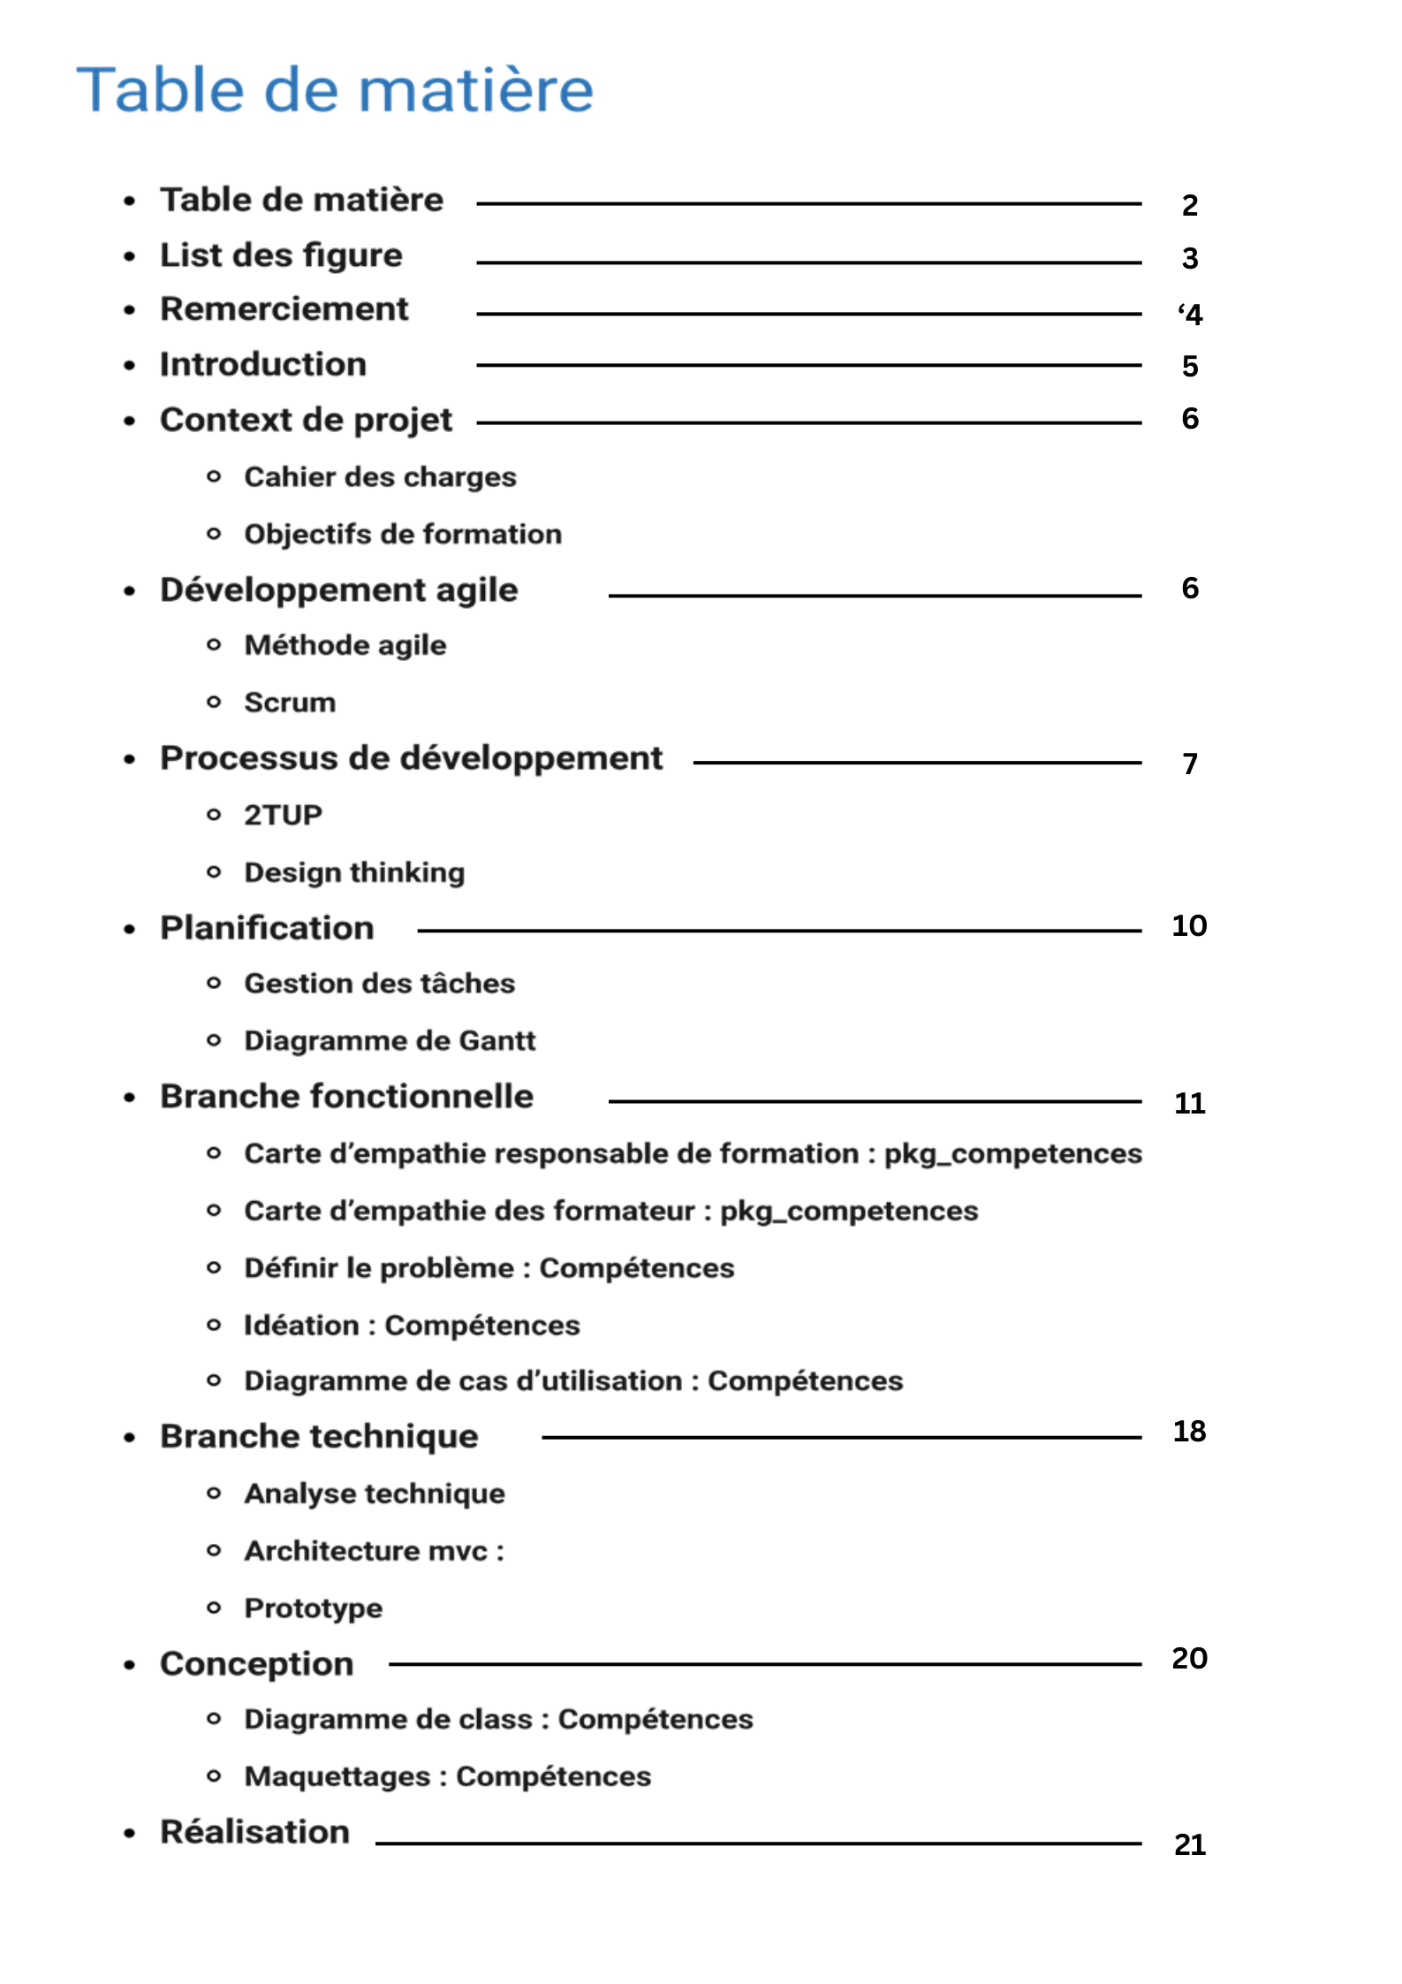 Table de matière
• Table de matière 2
• List des figure 3
• Remerciement ‘4
• Introduction 5
• Context de projet 6
o Cahier des charges
o Objectifs de formation
• Développement agile 6
o Méthode agile
o Scrum
• Processus de développement 7
o 2TUP
o Design thinking
• Planification 10
o Gestion des tâches
o Diagramme de Gantt
• Branche fonctionnelle 11
o Carte d’empathie responsable de formation : pkg_competences
o Carte d’empathie des formateur : pkg_competences
o Définir le problème : Compétences
o Idéation : Compétences
o Diagramme de cas d’utilisation : Compétences
• Branche technique 18
o Analyse technique
o Architecture mvc :
o Prototype
• Conception 20
o Diagramme de class : Compétences
o Maquettages : Compétences
• Réalisation 21